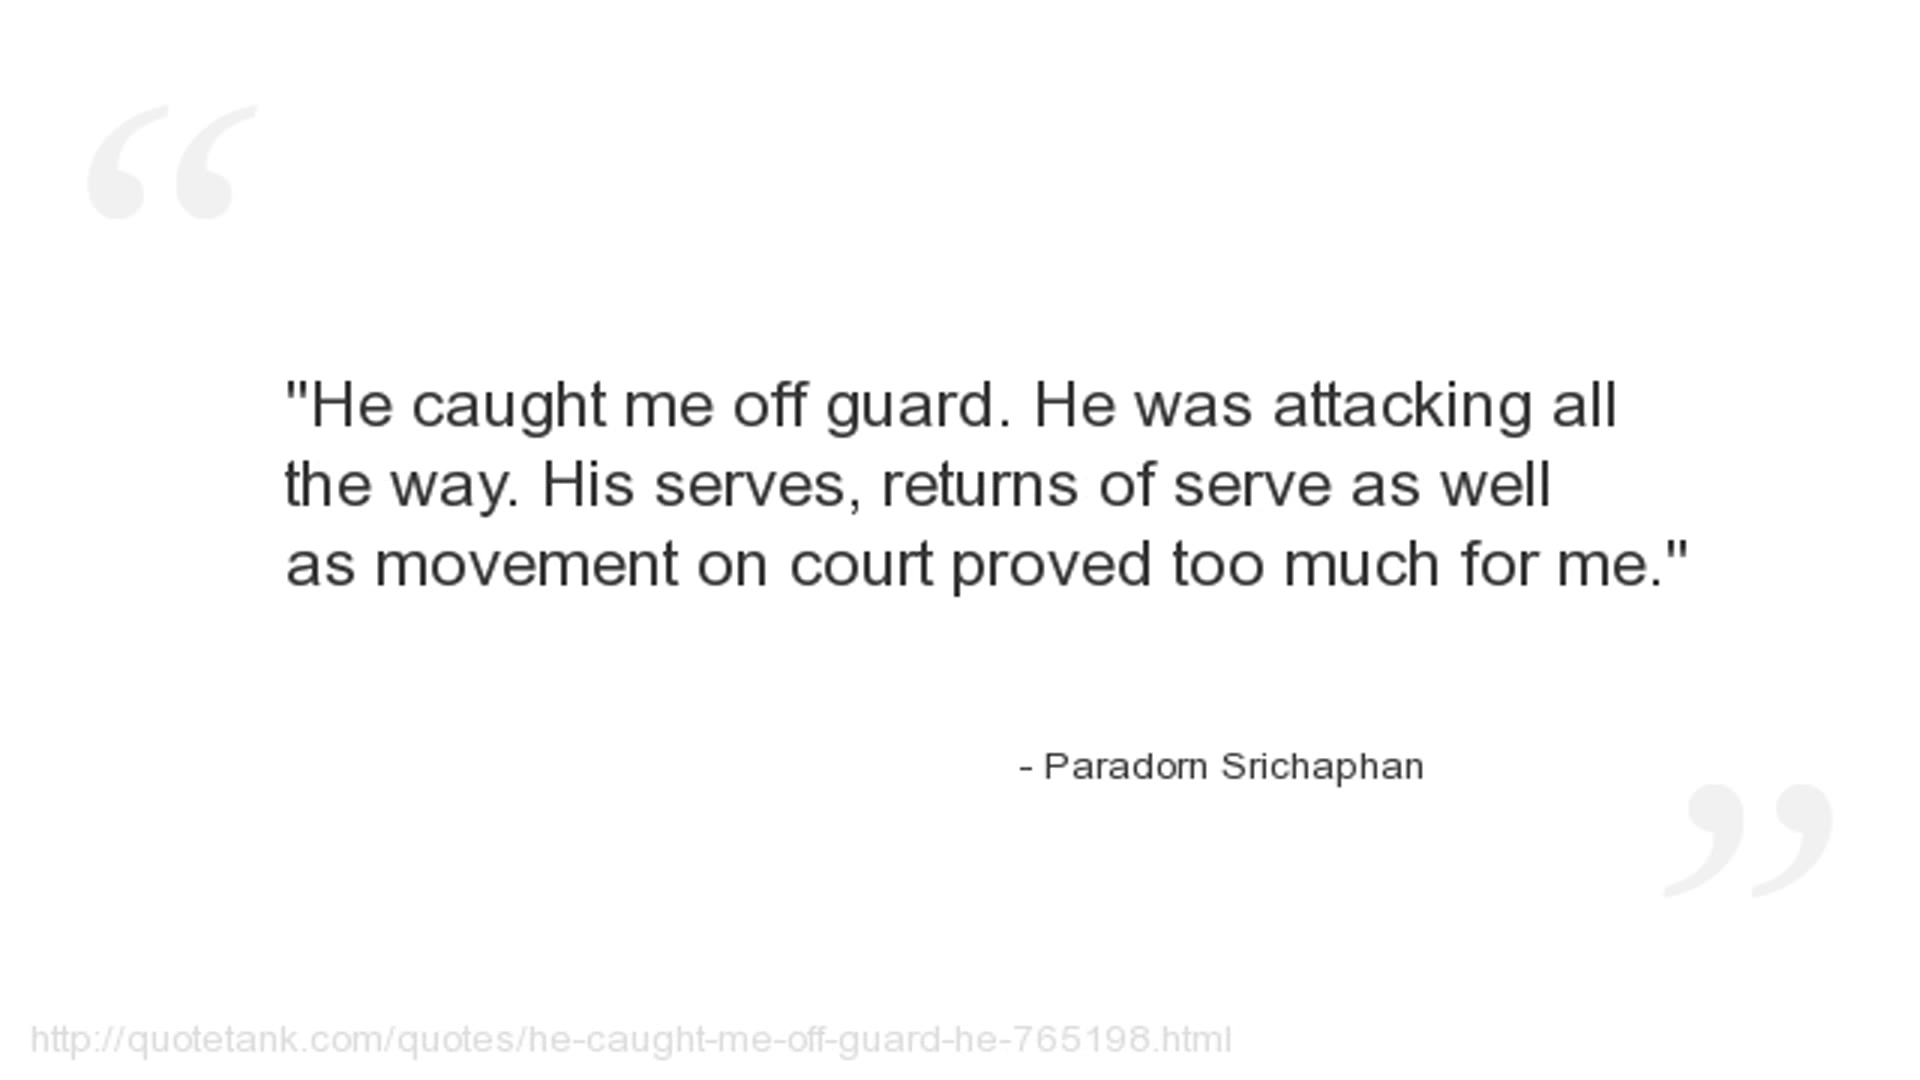 "He caught me off guard. He was attacking all
the way. His serves, returns of serve as well
as movement on court proved too much for me."
- Paradorn Srichaphan
http://quotetank.com/quotes/he-caught-me-off-guard-he-765198.html